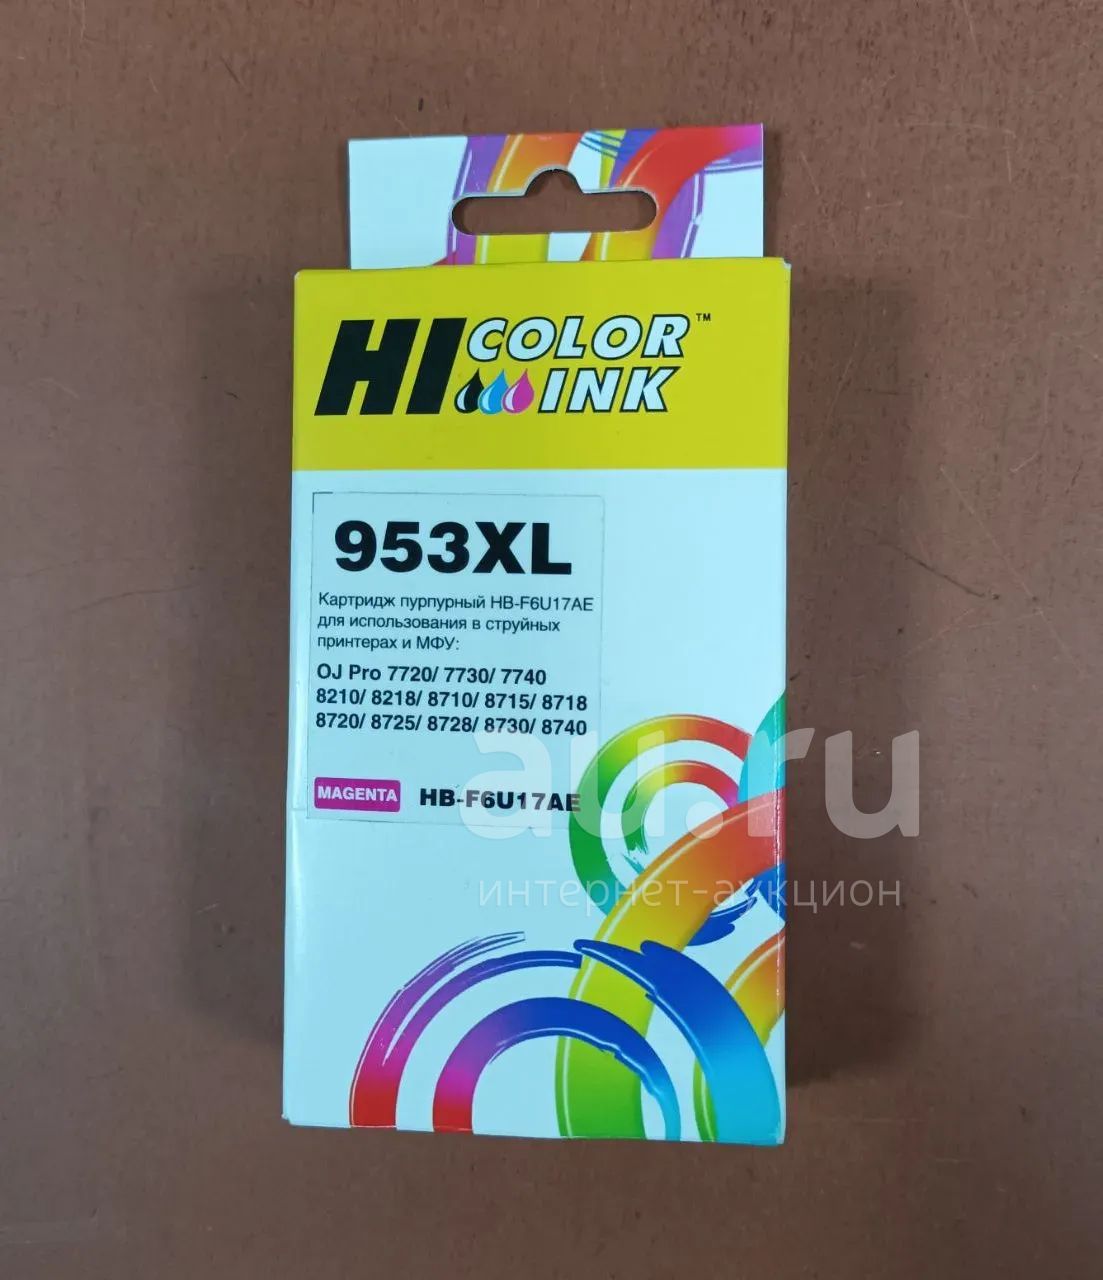 HI COLOR INK™
953XL
Картридж пурпурный HB-F6U17AE
для использования в струйных
принтерах и МФУ:
OJ Pro 7720/ 7730/ 7740
8210/ 8218/ 8710/ 8715/ 8718
8720/ 8725/ 8728/ 8730/ 8740
MAGENTA HB-F6U17AE
au.ru
интернет-аукцион